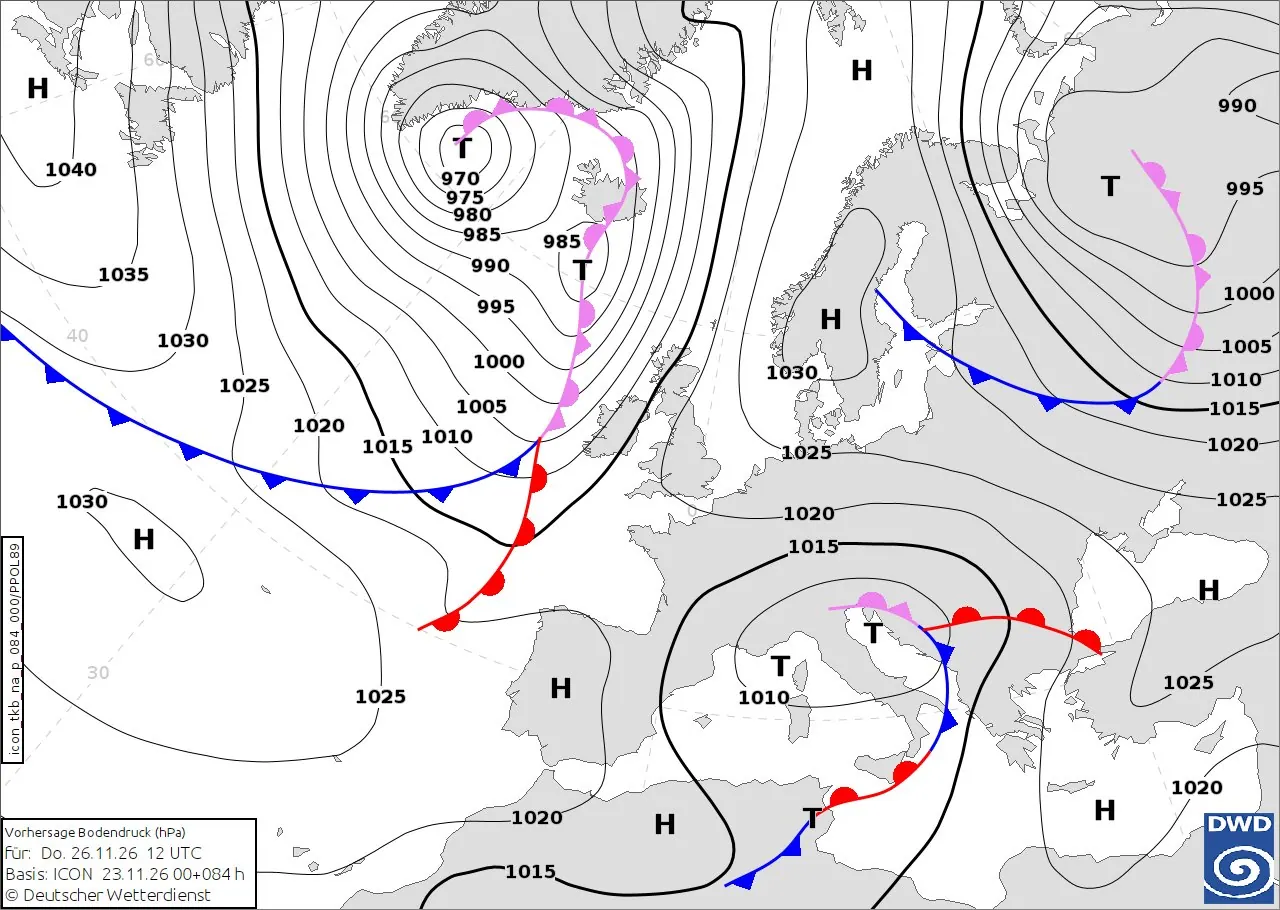 H
H
60
990
T
T
1040
970
975
980
985
985
990
T
995
995
1035
1000
H
1005
1030
40
1000
1030
1010
1025
1005
1015
1020
1010
1015
1020
1025
1030
1025
1020
0
H
1015
H
T
T
30
H
1025
1010
1025
1020
H
T
H
1020
1015
icon_tkb_na_p_084_000/PPOL89
Vorhersage Bodendruck (hPa)
für: Do. 26.11.26 12 UTC
Basis: ICON 23.11.26 00+084 h
© Deutscher Wetterdienst
DWD